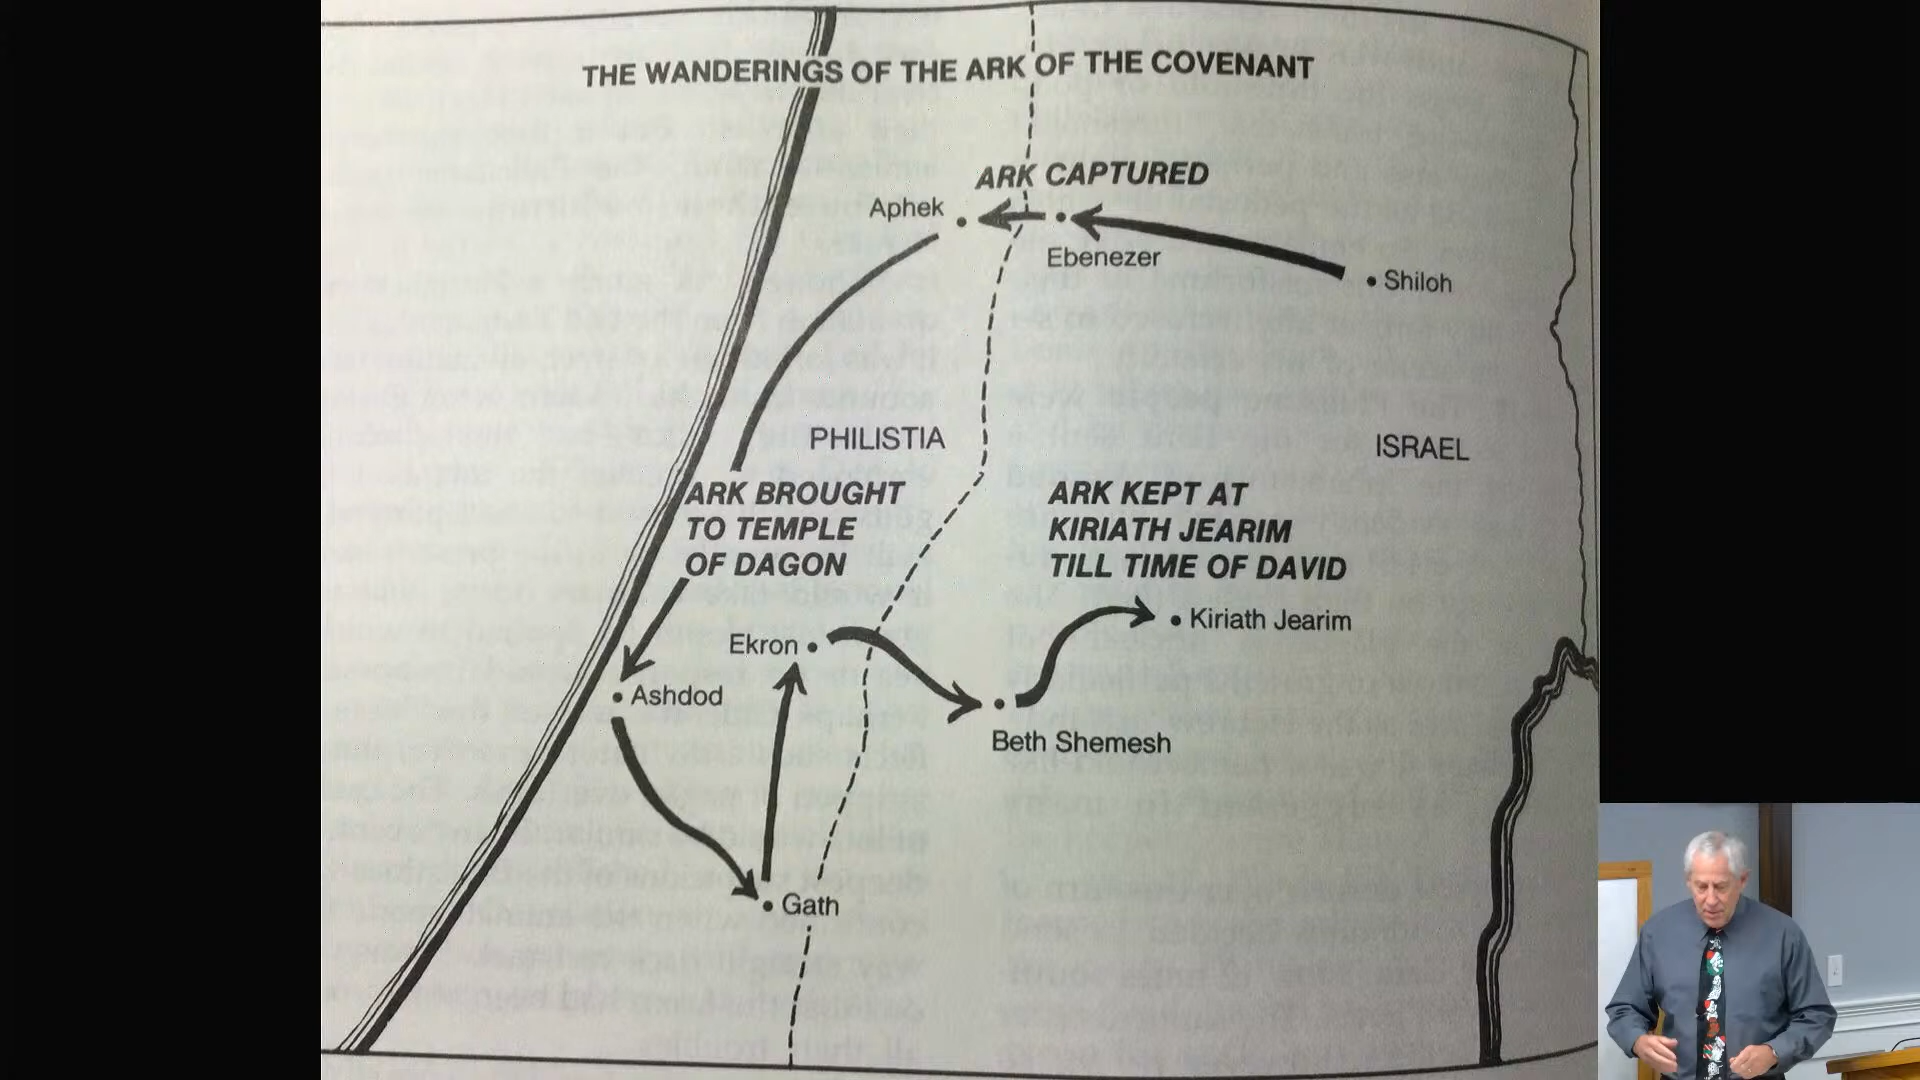 THE WANDERINGS OF THE ARK OF THE COVENANT
ARK CAPTURED
Aphek
Ebenezer
Shiloh
PHILISTIA
ISRAEL
ARK BROUGHT
TO TEMPLE
OF DAGON
ARK KEPT AT
KIRIATH JEARIM
TILL TIME OF DAVID
Kiriath Jearim
Ekron
Ashdod
Beth Shemesh
Gath